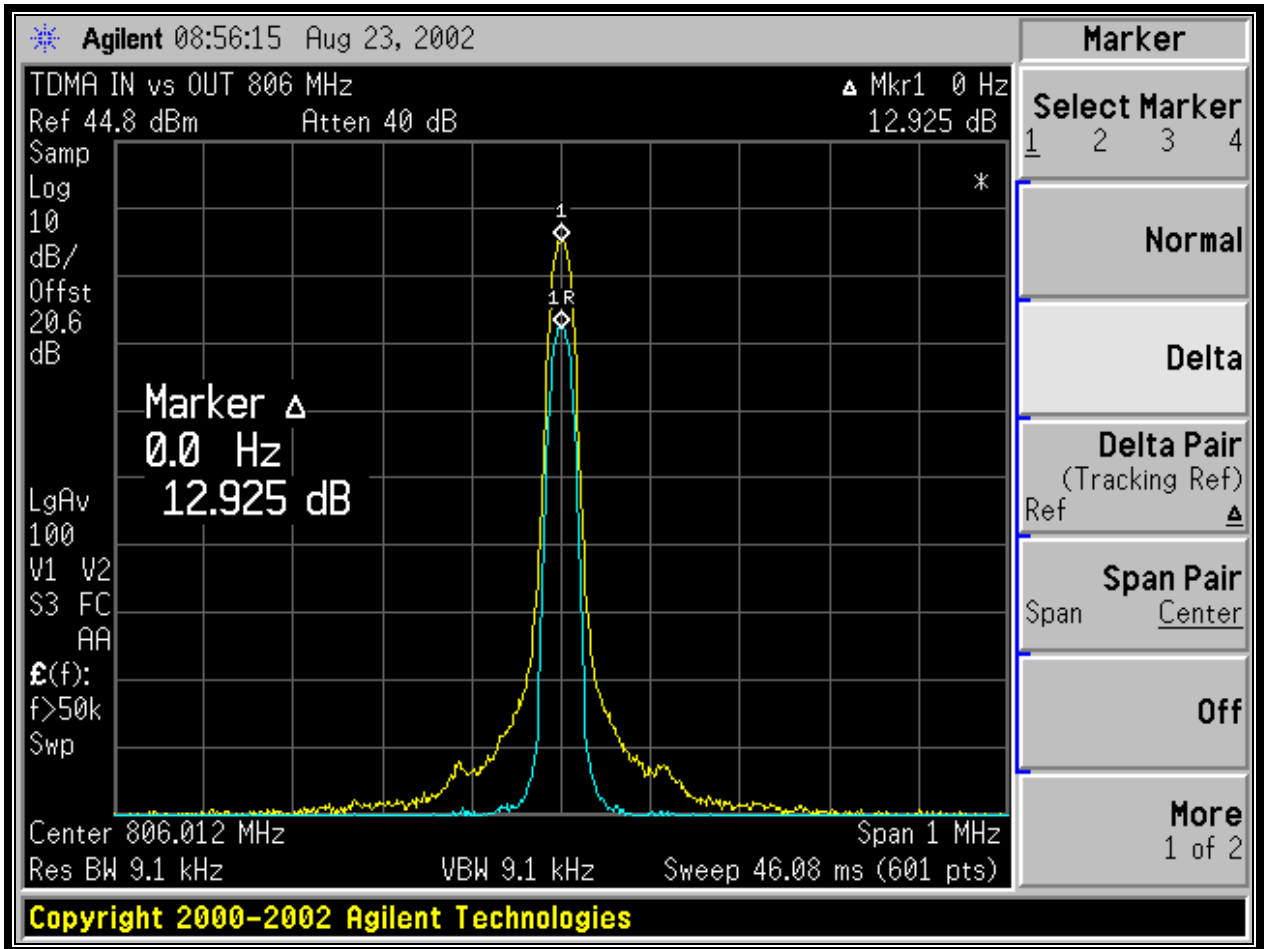 Agilent 08:56:15 Aug 23, 2002
TDMA IN vs OUT 806 MHz
Δ Mkr1 0 Hz
Ref 44.8 dBm Atten 40 dB
12.925 dB
Samp
Log
10
dB/
Offst
20.6
dB
*
1
1R
Marker Δ
0.0 Hz
12.925 dB
LgAv
100
V1 V2
S3 FC
AA
£(f):
f>50k
Swp
Center 806.012 MHz
Span 1 MHz
Res BW 9.1 kHz
VBW 9.1 kHz
Sweep 46.08 ms (601 pts)
Marker
Select Marker
1 2 3 4
Normal
Delta
Delta Pair
(Tracking Ref)
Ref Δ
Span Pair
Span Center
Off
More
1 of 2
Copyright 2000-2002 Agilent Technologies